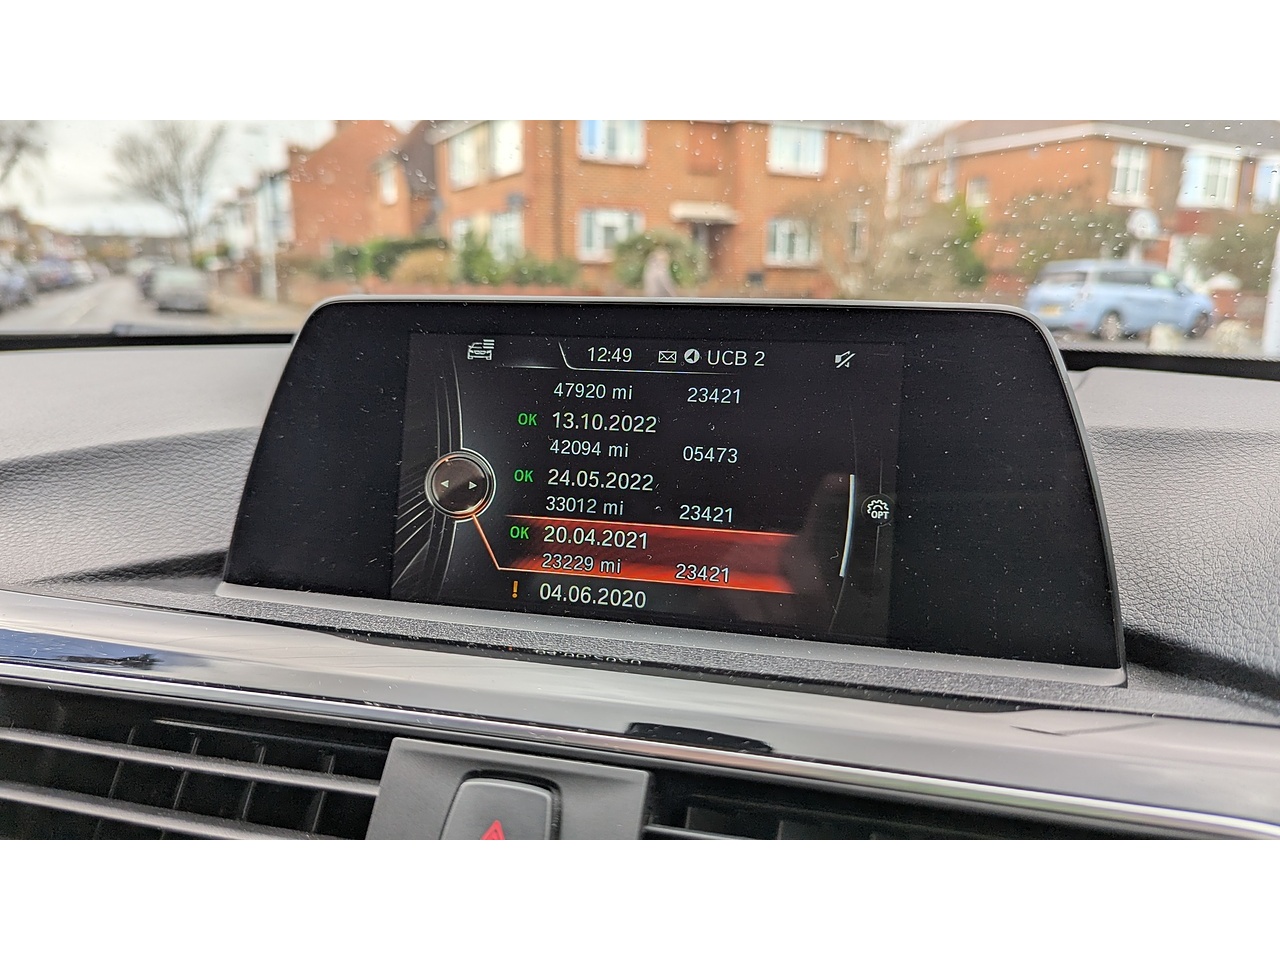 12:49 UCB 2
47920 mi 23421
OK 13.10.2022
42094 mi 05473
OK 24.05.2022
33012 mi 23421
OK 20.04.2021
23229 mi 23421
! 04.06.2020
OPT